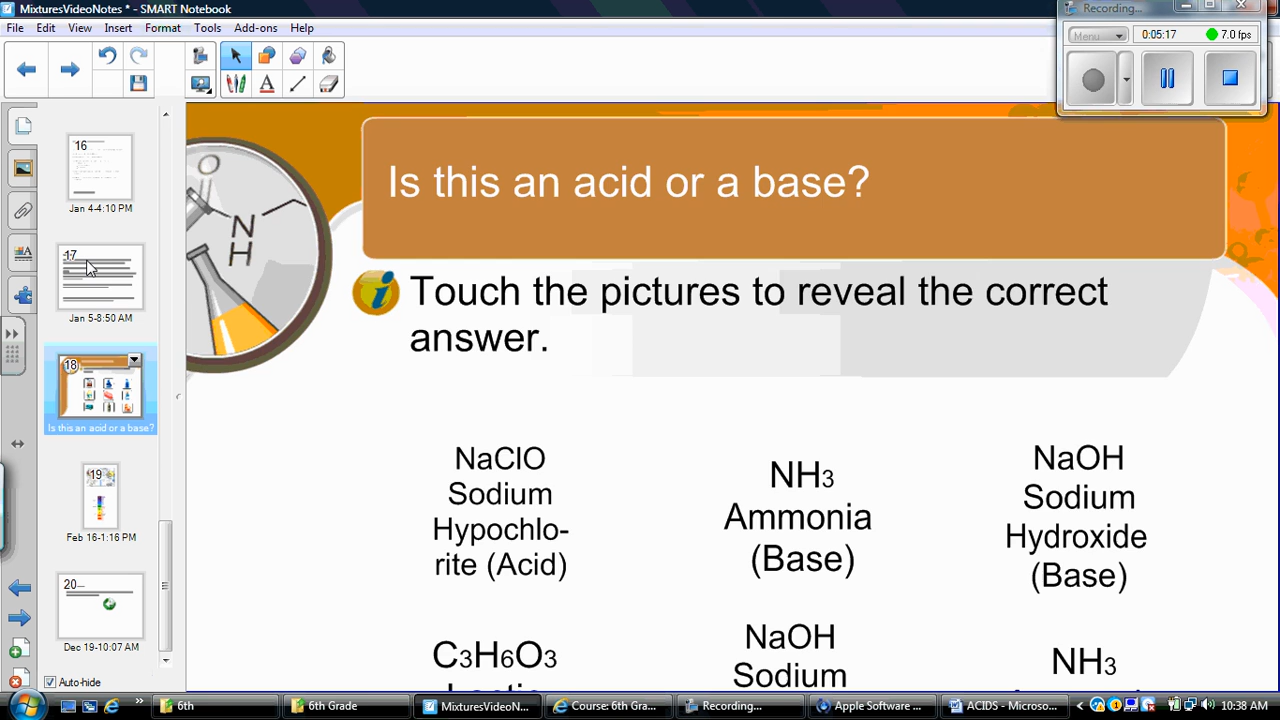 MixturesVideoNotes * - SMART Notebook
Recording...
File Edit View Insert Format Tools Add-ons Help
Menu
0:05:17
7.0 fps
16
Jan 4-4:10 PM
17
Jan 5-8:50 AM
18
Is this an acid or a base?
19
Feb 16-1:16 PM
20
Dec 19-10:07 AM
Auto-hide
O
N
H
Is this an acid or a base?
i Touch the pictures to reveal the correct
answer.
NaClO
Sodium
Hypochlo-
rite (Acid)
NH3
Ammonia
(Base)
NaOH
Sodium
Hydroxide
(Base)
C3H6O3
Lactic
NaOH
Sodium
NH3
6th
6th Grade
MixturesVideoN...
Course: 6th Gra...
Recording...
Apple Software ...
ACIDS - Microso...
10:38 AM